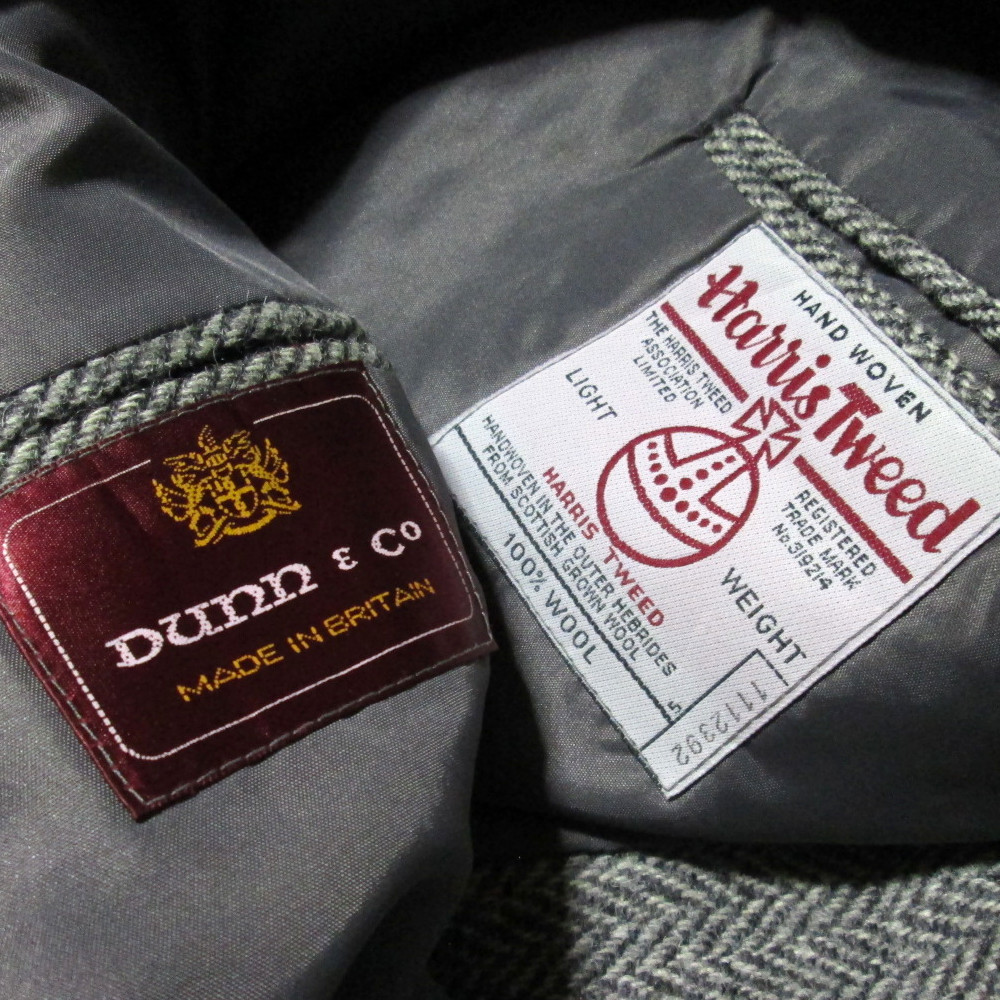 DUNN & Co
MADE IN BRITAIN
HAND WOVEN
Harris Tweed
THE HARRIS TWEED
ASSOCIATION
LIMITED
REGISTERED
TRADE MARK
No 319214
LIGHT
WEIGHT
HARRIS TWEED
HANDWOVEN IN THE OUTER HEBRIDES
FROM SCOTTISH GROWN WOOL
100% WOOL
5
1112392